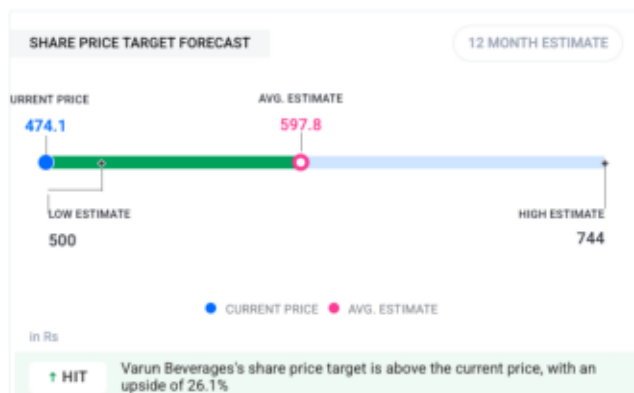 SHARE PRICE TARGET FORECAST
12 MONTH ESTIMATE
URRENT PRICE
AVG. ESTIMATE
474.1
597.8
LOW ESTIMATE
HIGH ESTIMATE
500
744
CURRENT PRICE
AVG. ESTIMATE
in Rs
↑ HIT
Varun Beverages's share price target is above the current price, with an
upside of 26.1%